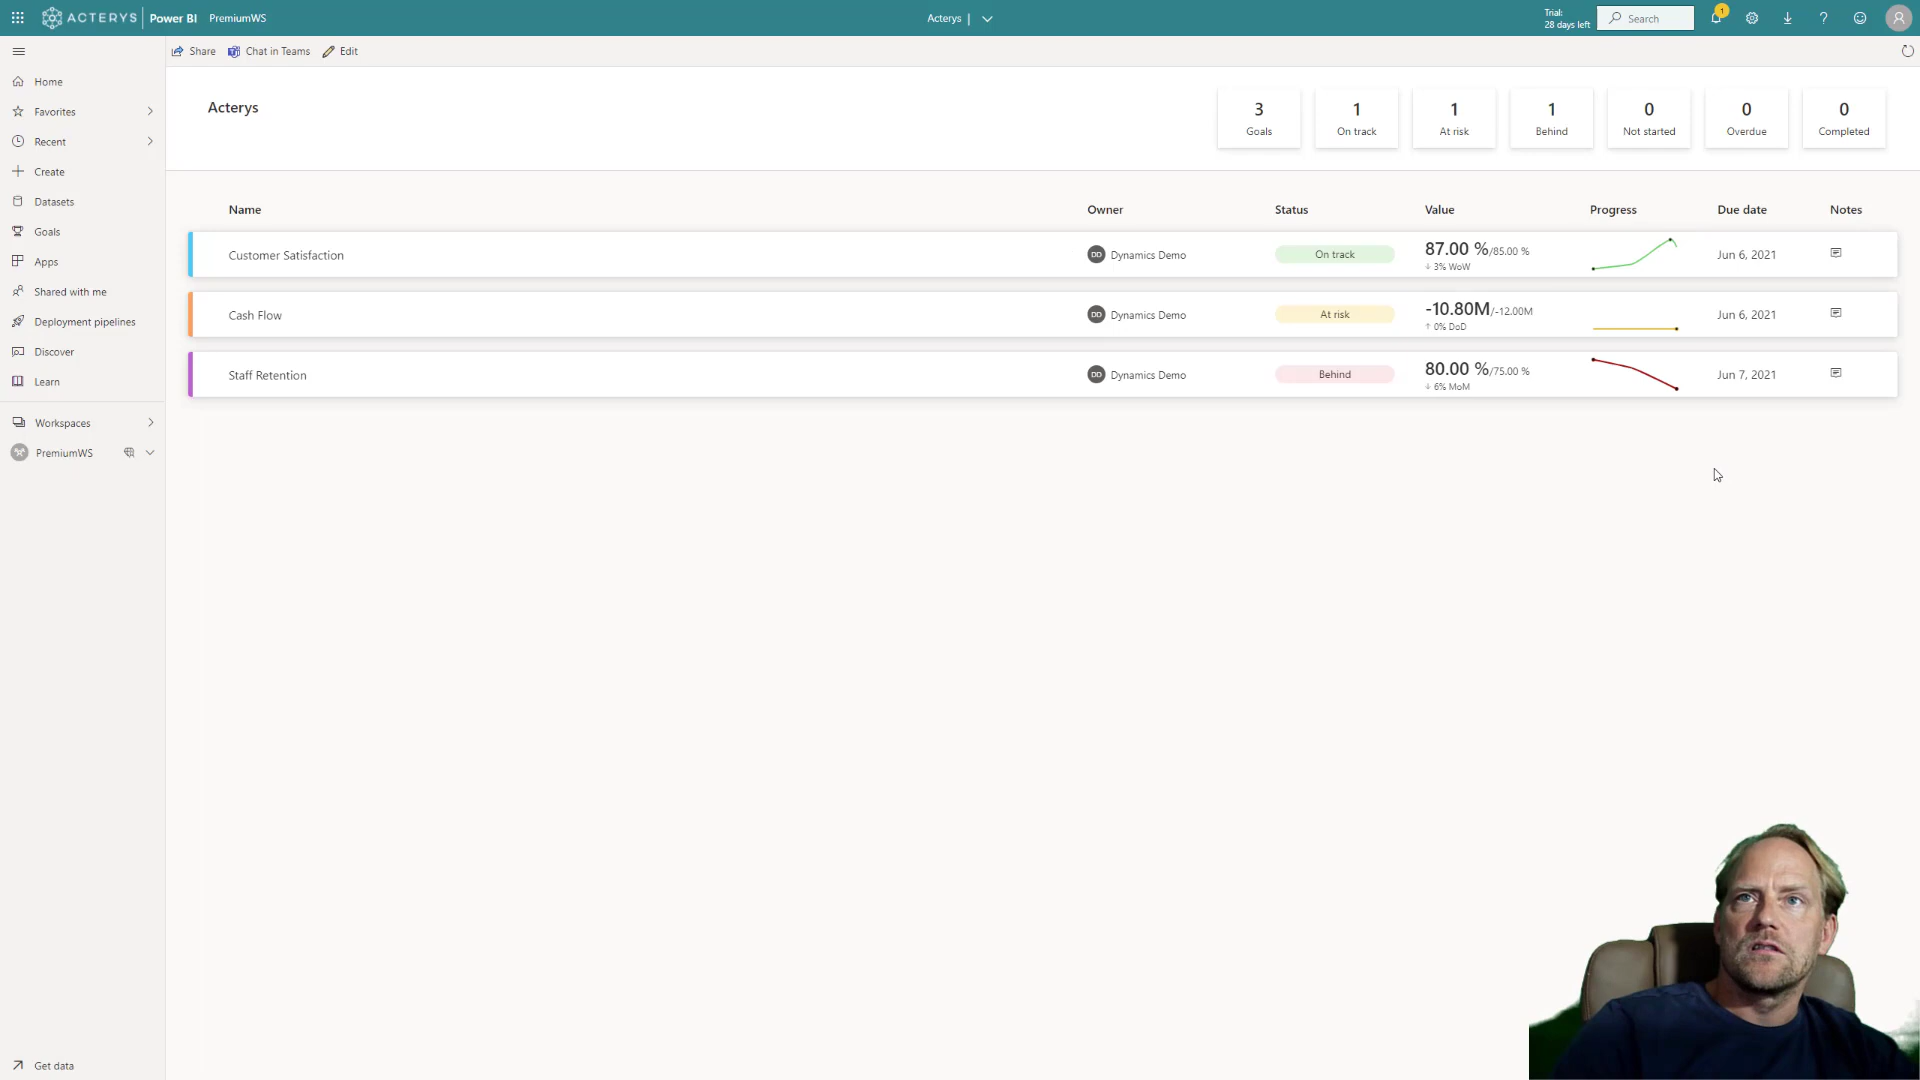 ACTERYS Power BI PremiumWS
Acterys |
Trial:
28 days left
Search
1
Share Chat in Teams Edit
Home
Favorites
Recent
Create
Datasets
Goals
Apps
Shared with me
Deployment pipelines
Discover
Learn
Workspaces
PremiumWS
Get data
Acterys
3 Goals
1 On track
1 At risk
1 Behind
0 Not started
0 Overdue
0 Completed
Name Owner Status Value Progress Due date Notes
Customer Satisfaction DD Dynamics Demo On track 87.00 %/85.00 % Jun 6, 2021
↓ 3% WoW
Cash Flow DD Dynamics Demo At risk -10.80M/-12.00M Jun 6, 2021
↑ 0% DoD
Staff Retention DD Dynamics Demo Behind 80.00 %/75.00 % Jun 7, 2021
↓ 6% MoM